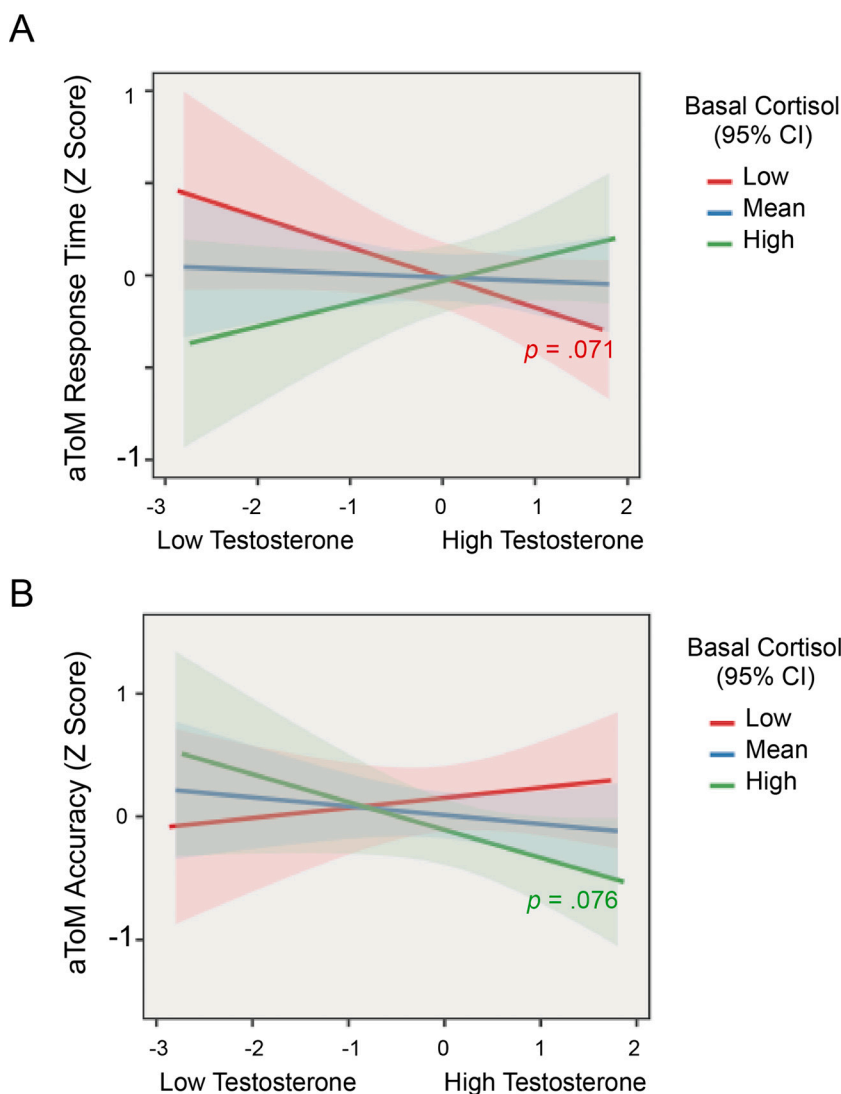 A
aToM Response Time (Z Score)
1
0
-1
p = .071
-3 -2 -1 0 1 2
Low Testosterone High Testosterone
Basal Cortisol
(95% CI)
Low
Mean
High
B
aToM Accuracy (Z Score)
1
0
-1
p = .076
-3 -2 -1 0 1 2
Low Testosterone High Testosterone
Basal Cortisol
(95% CI)
Low
Mean
High